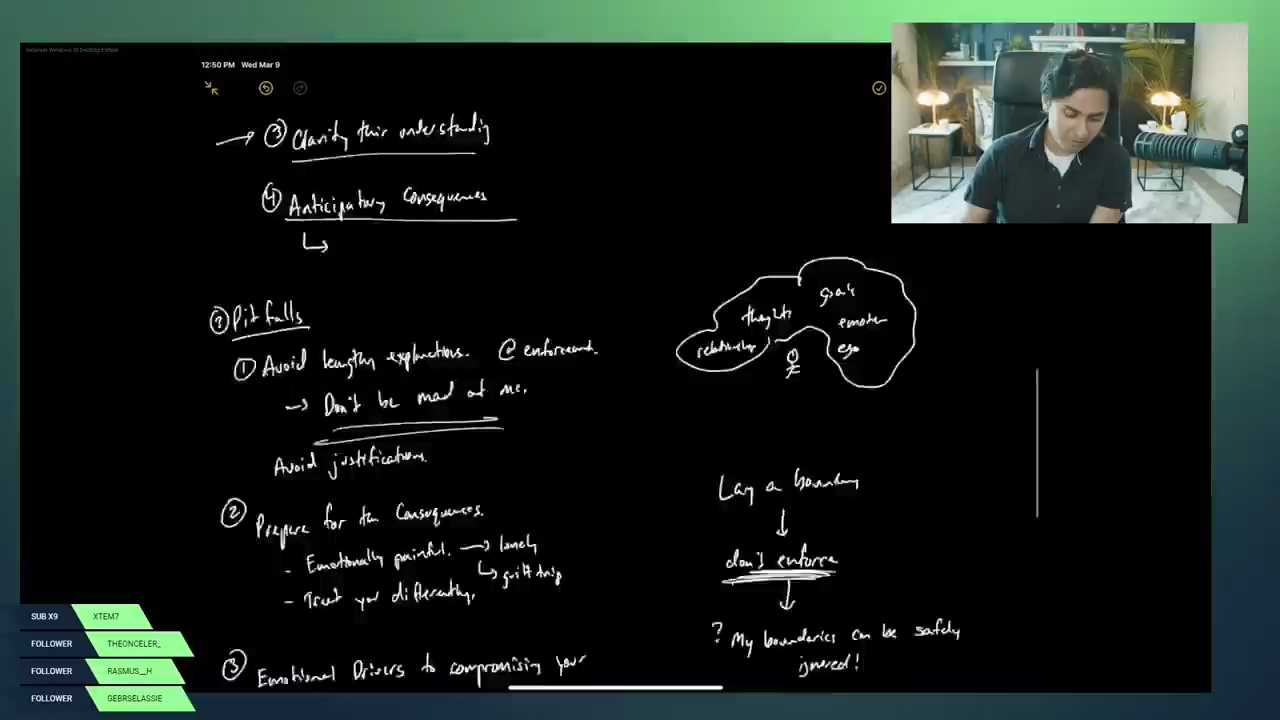 12:50 PM Wed Mar 9
→ ③ Clarify their understanding
④ Anticipatory Consequences
③ Pitfalls
① Avoid lengthy explanations. @ enforcement.
→ Don't be mad at me.
Avoid justifications.
② Prepare for the Consequences.
- Emotionally painful. → lonely
↳ guilt trip
- Treat you differently.
③ Emotional Drivers to compromising your
goals
thoughts
emotion
relationships
ego
Lay a boundary
↓
don't enforce
↓
? My boundaries can be safely
ignored!
SUB X9 XTEM7
FOLLOWER THEONCELER_
FOLLOWER RASMUS__H
FOLLOWER GEBRSELASSIE